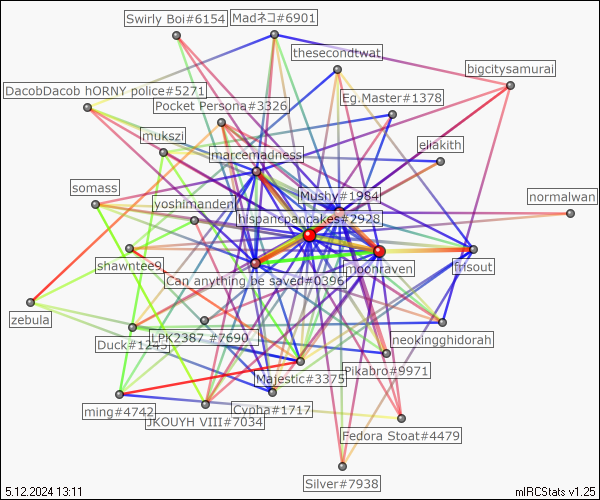 Swirly Boi#6154
Madネコ#6901
thesecondtwat
bigcitysamurai
DacobDacob hORNY police#5271
Eg.Master#1378
Pocket Persona#3326
mukszi
eliakith
marcemadness
somass
Mushy#1984
normalwan
yoshimanden
hispancpancakes#2928
shawntee9
moonraven
frisout
Can anything be saved#0396
zebula
LPK2387 #7690
neokingghidorah
Duck#1245
Majestic#3375
Pikabro#9971
ming#4742
Cypha#1717
JKOUYH VIII#7034
Fedora Stoat#4479
Silver#7938
5.12.2024 13:11
mIRCStats v1.25